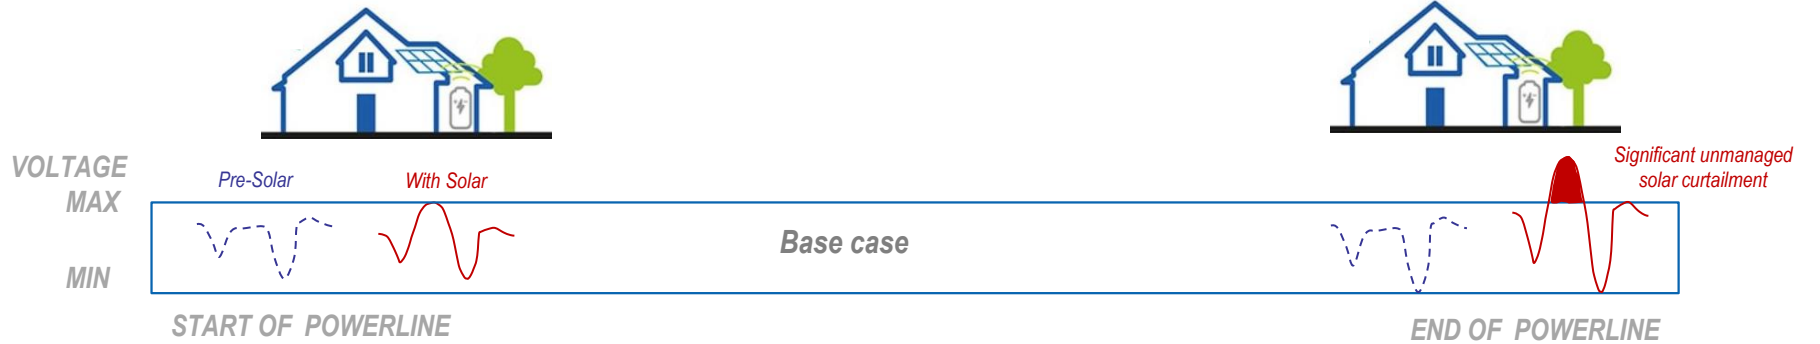 VOLTAGE
MAX
MIN
Pre-Solar
With Solar
Base case
Significant unmanaged
solar curtailment
START OF POWERLINE
END OF POWERLINE